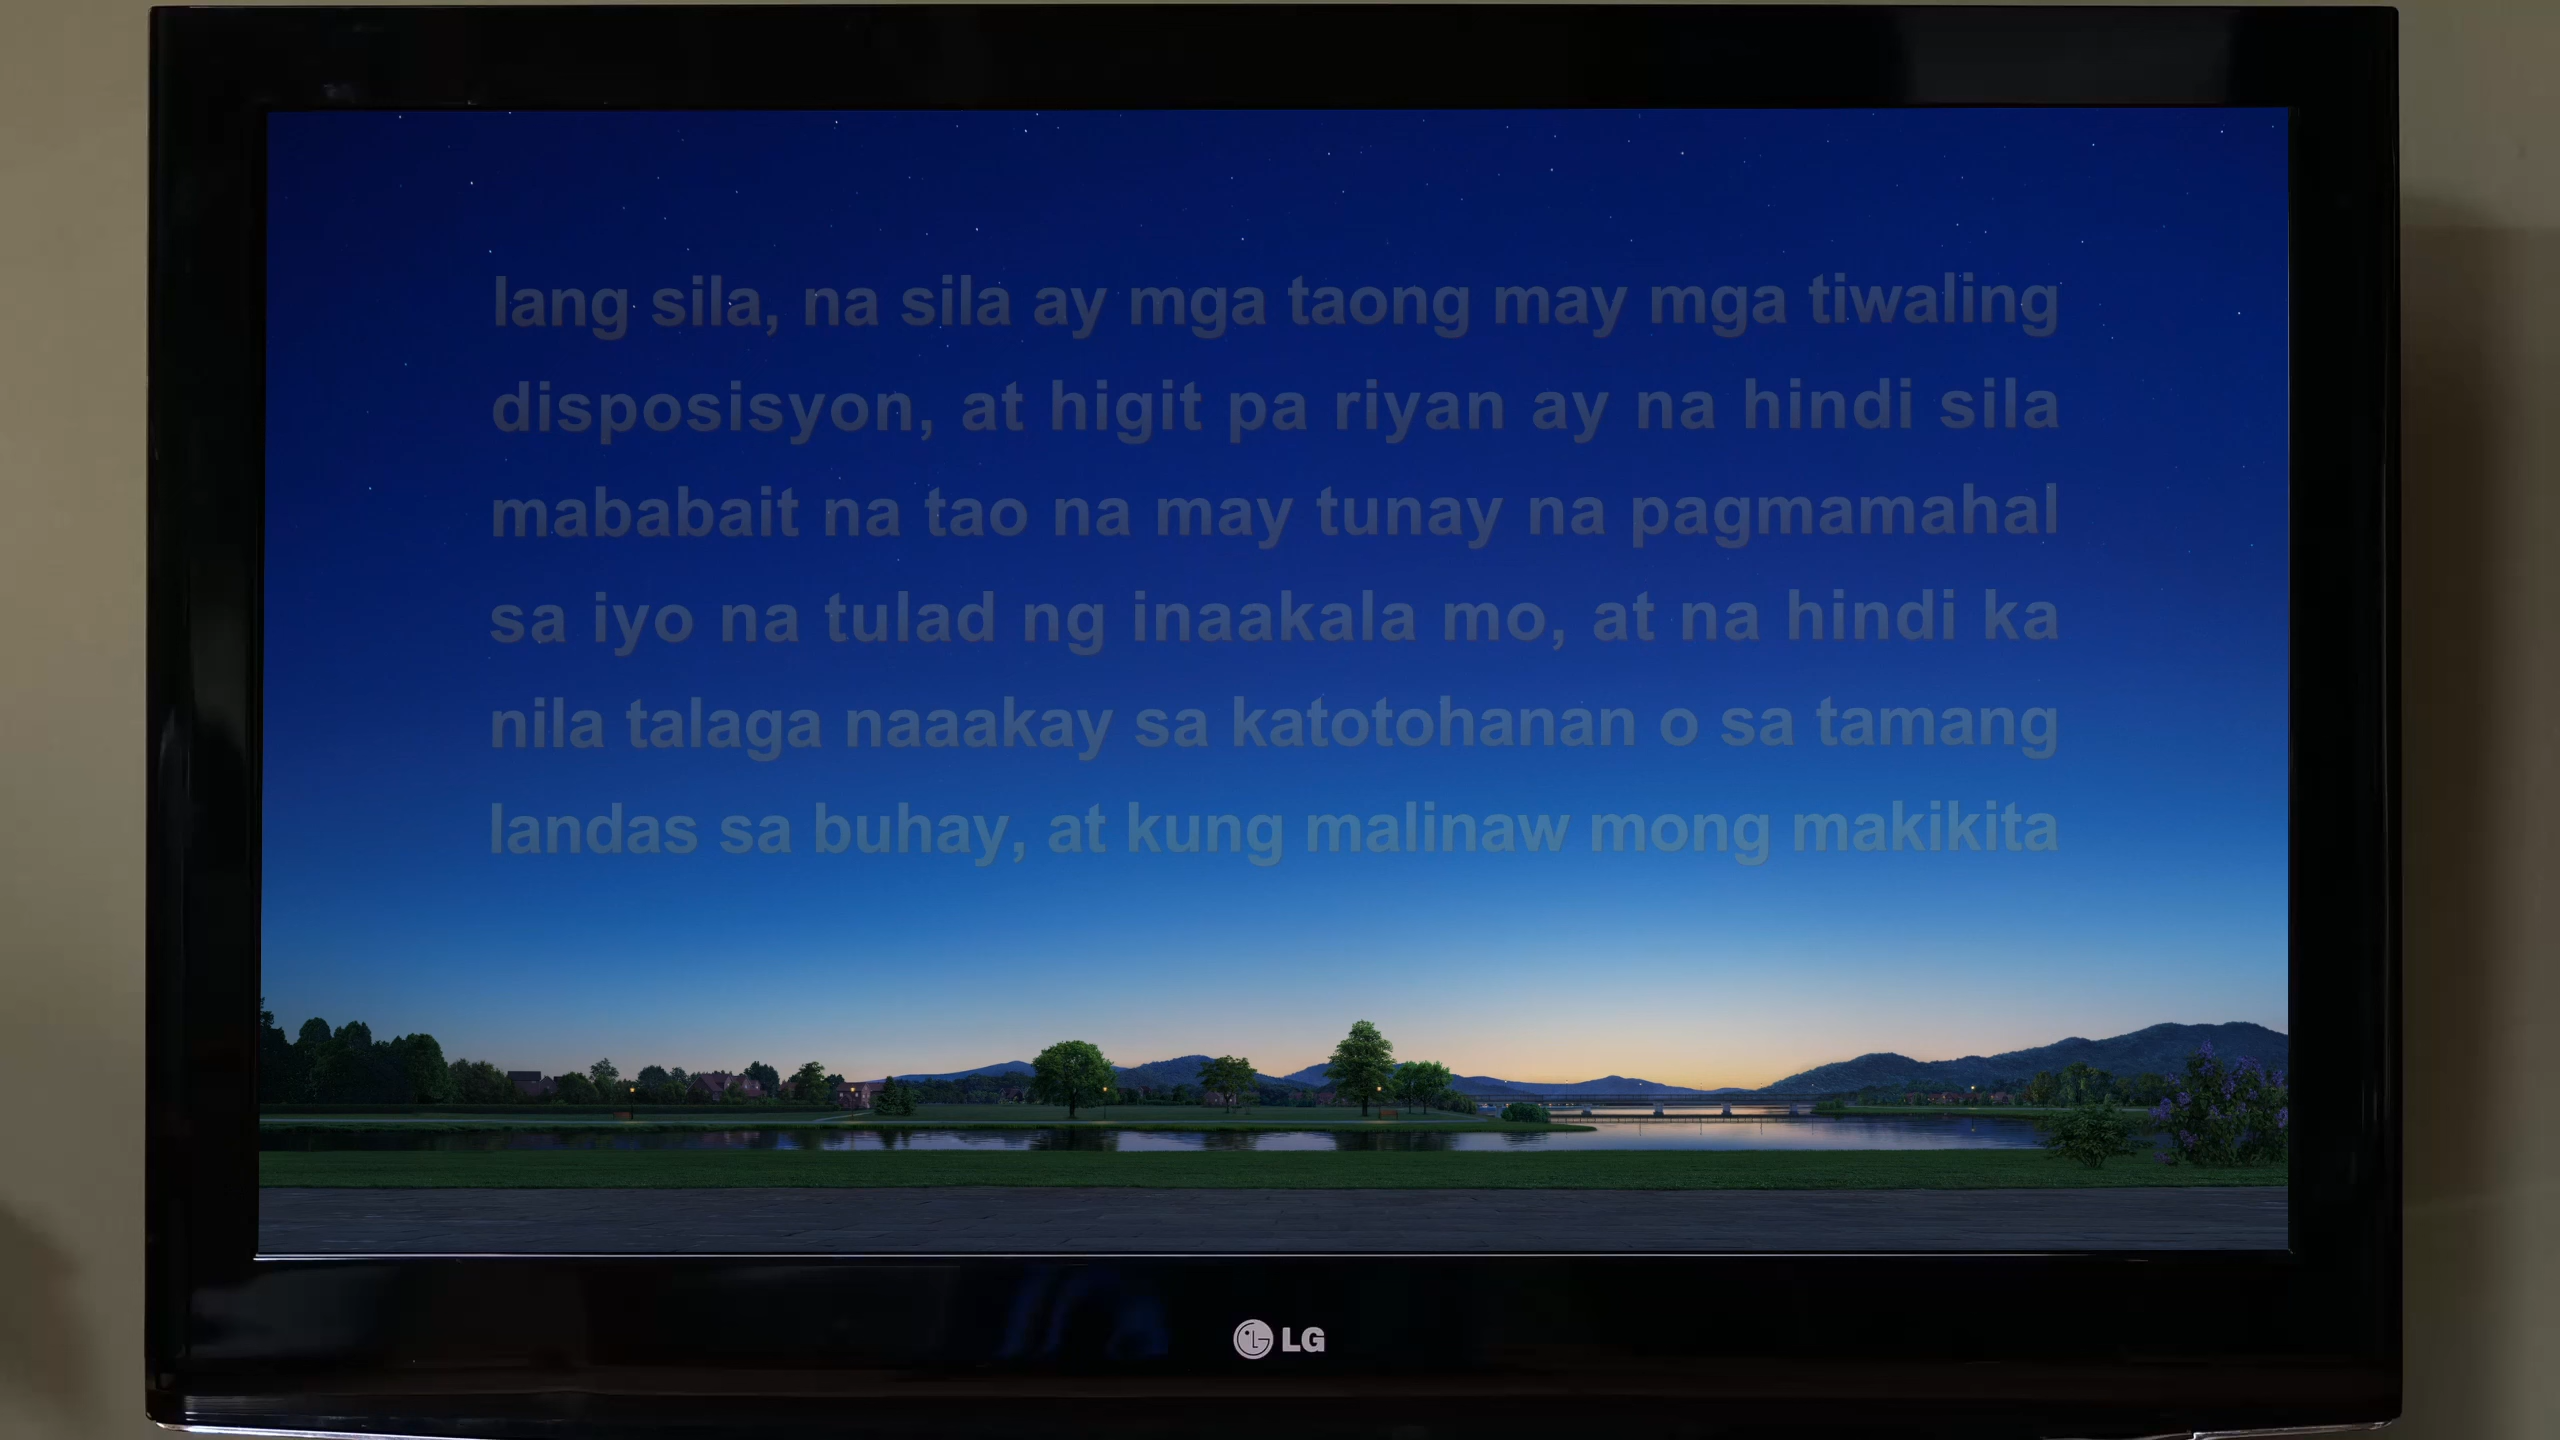 lang sila, na sila ay mga taong may mga tiwaling
disposisyon, at higit pa riyan ay na hindi sila
mababait na tao na may tunay na pagmamahal
sa iyo na tulad ng inaakala mo, at na hindi ka
nila talaga naaakay sa katotohanan o sa tamang
landas sa buhay, at kung malinaw mong makikita
LG